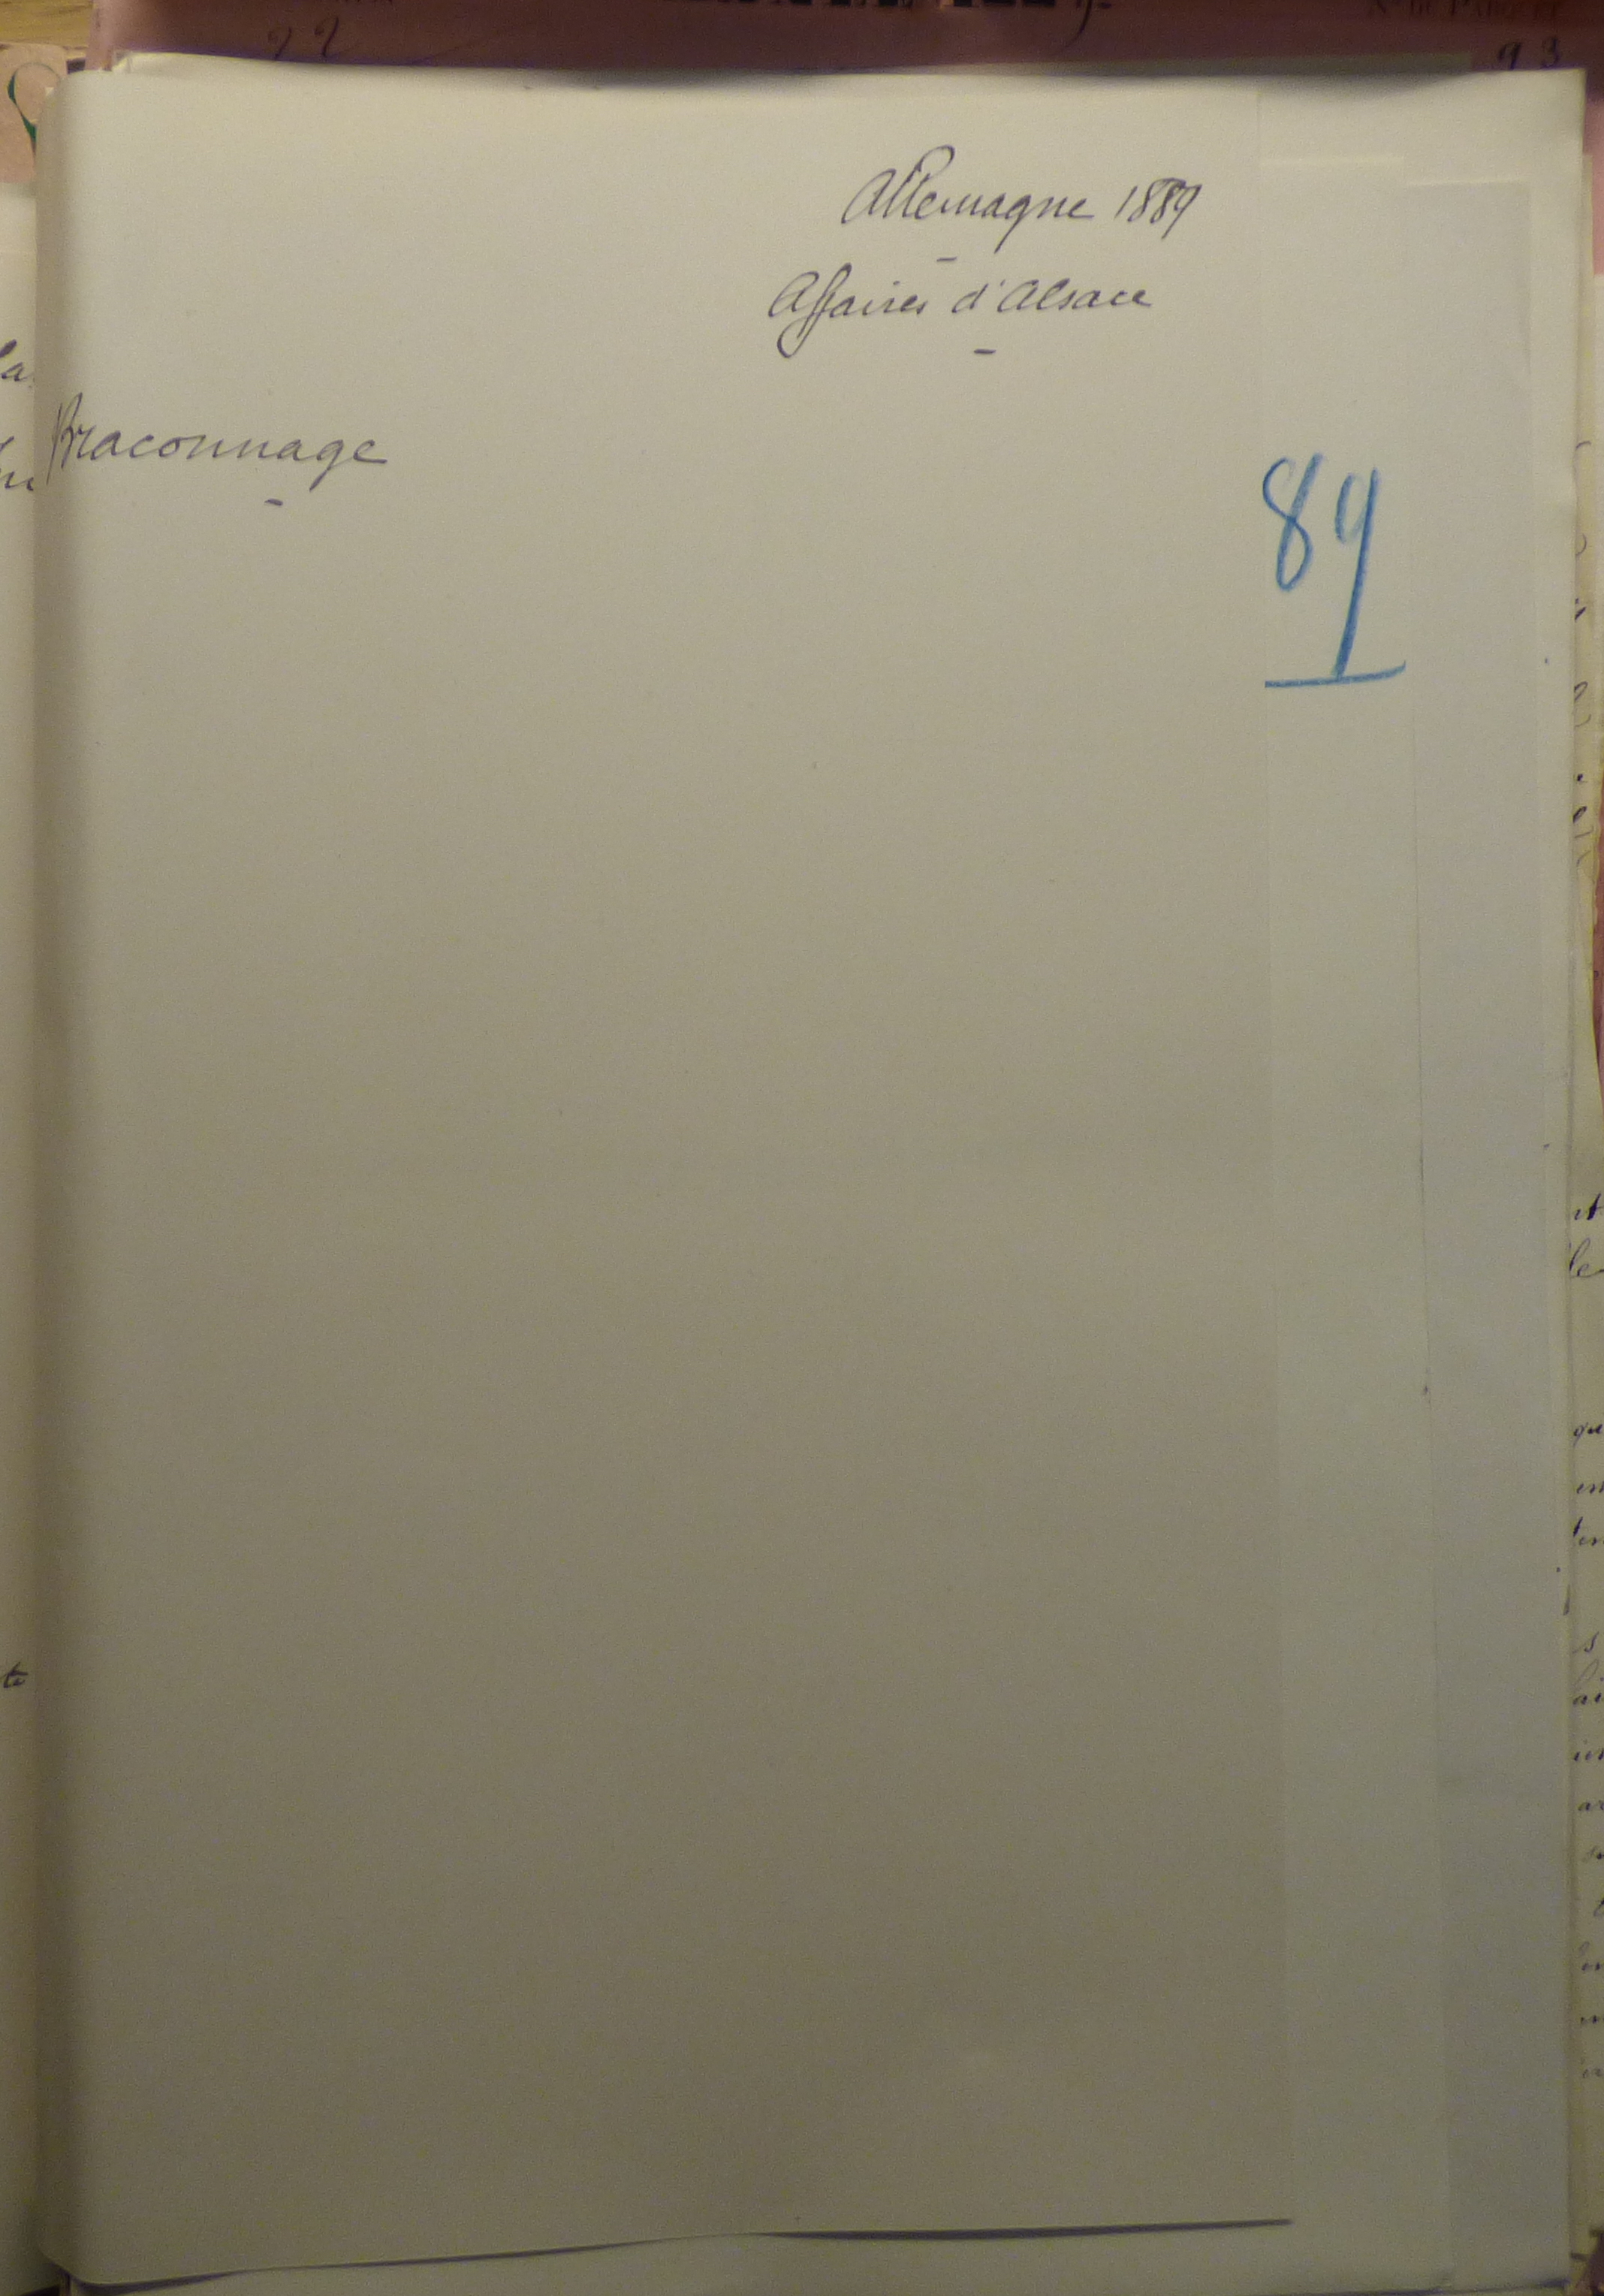 Allemagne 1889
Affaires d'Alsace
Braconnage
89